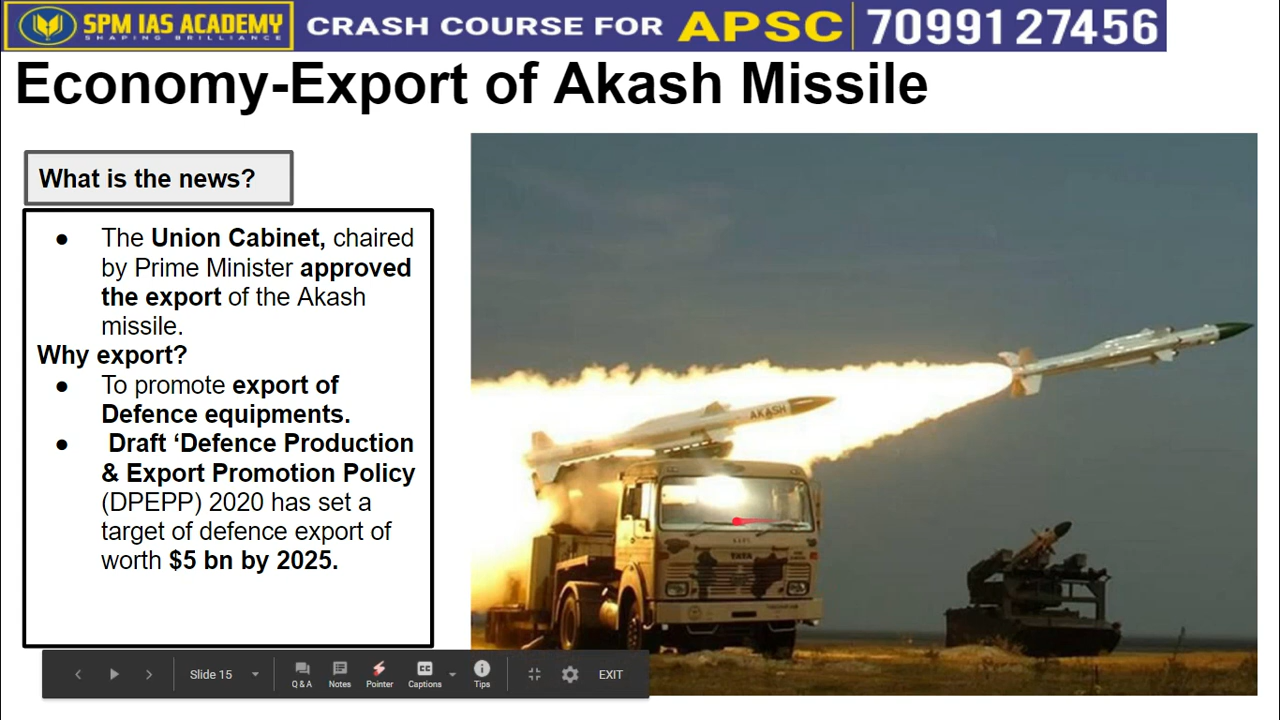 SPM IAS ACADEMY
SHAPING BRILLIANCE
CRASH COURSE FOR APSC 7099127456
Economy-Export of Akash Missile
What is the news?
● The Union Cabinet, chaired
by Prime Minister approved
the export of the Akash
missile.
Why export?
● To promote export of
Defence equipments.
● Draft ‘Defence Production
& Export Promotion Policy
(DPEPP) 2020 has set a
target of defence export of
worth $5 bn by 2025.
AKASH
TATA
Slide 15
Q & A
Notes
Pointer
Captions
Tips
EXIT